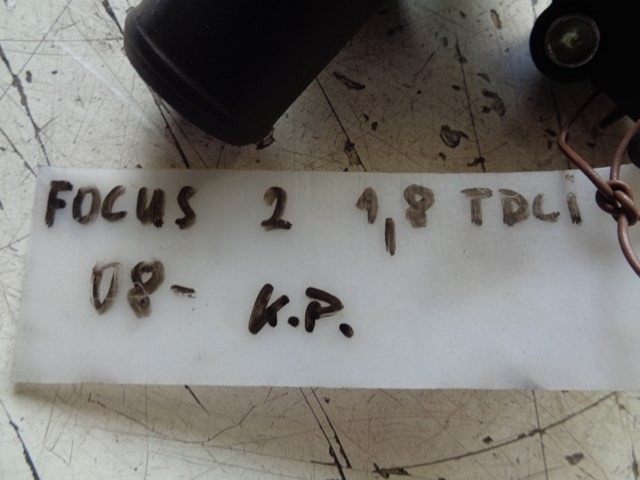 FOCUS 2 1,8 TDCi
08- K.P.